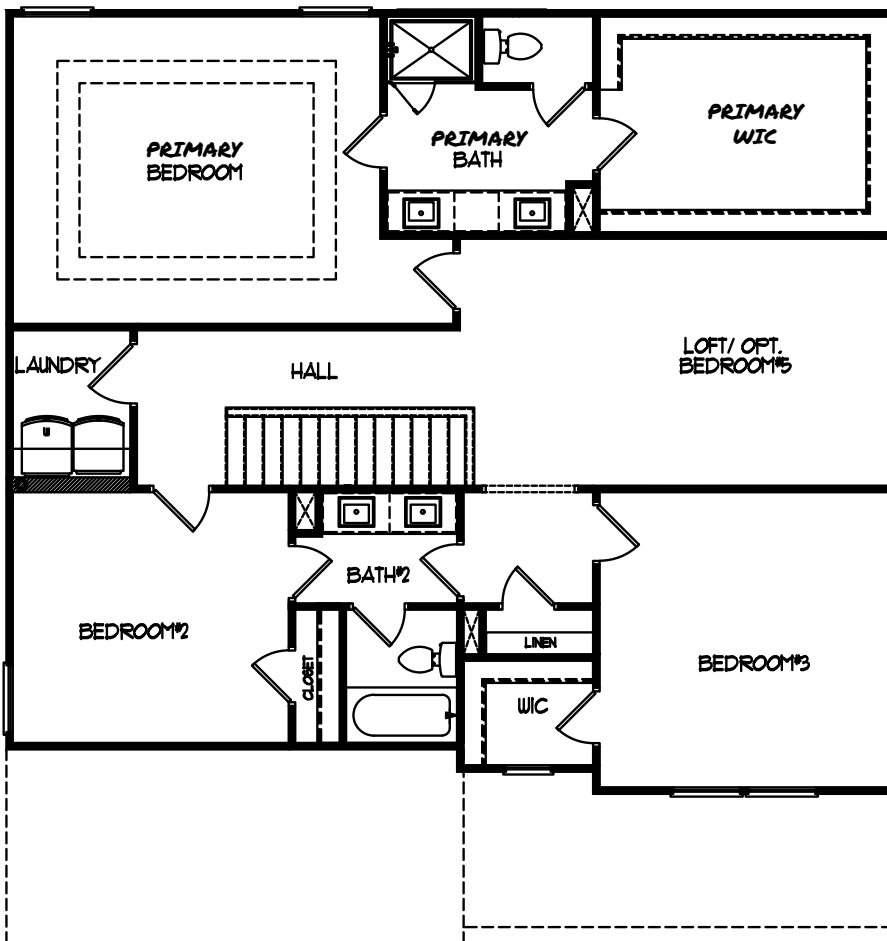 PRIMARY
BEDROOM
PRIMARY
BATH
PRIMARY
WIC
LAUNDRY
HALL
LOFT/ OPT.
BEDROOM#5
W
BATH#2
BEDROOM#2
LINEN
CLOSET
BEDROOM#3
WIC